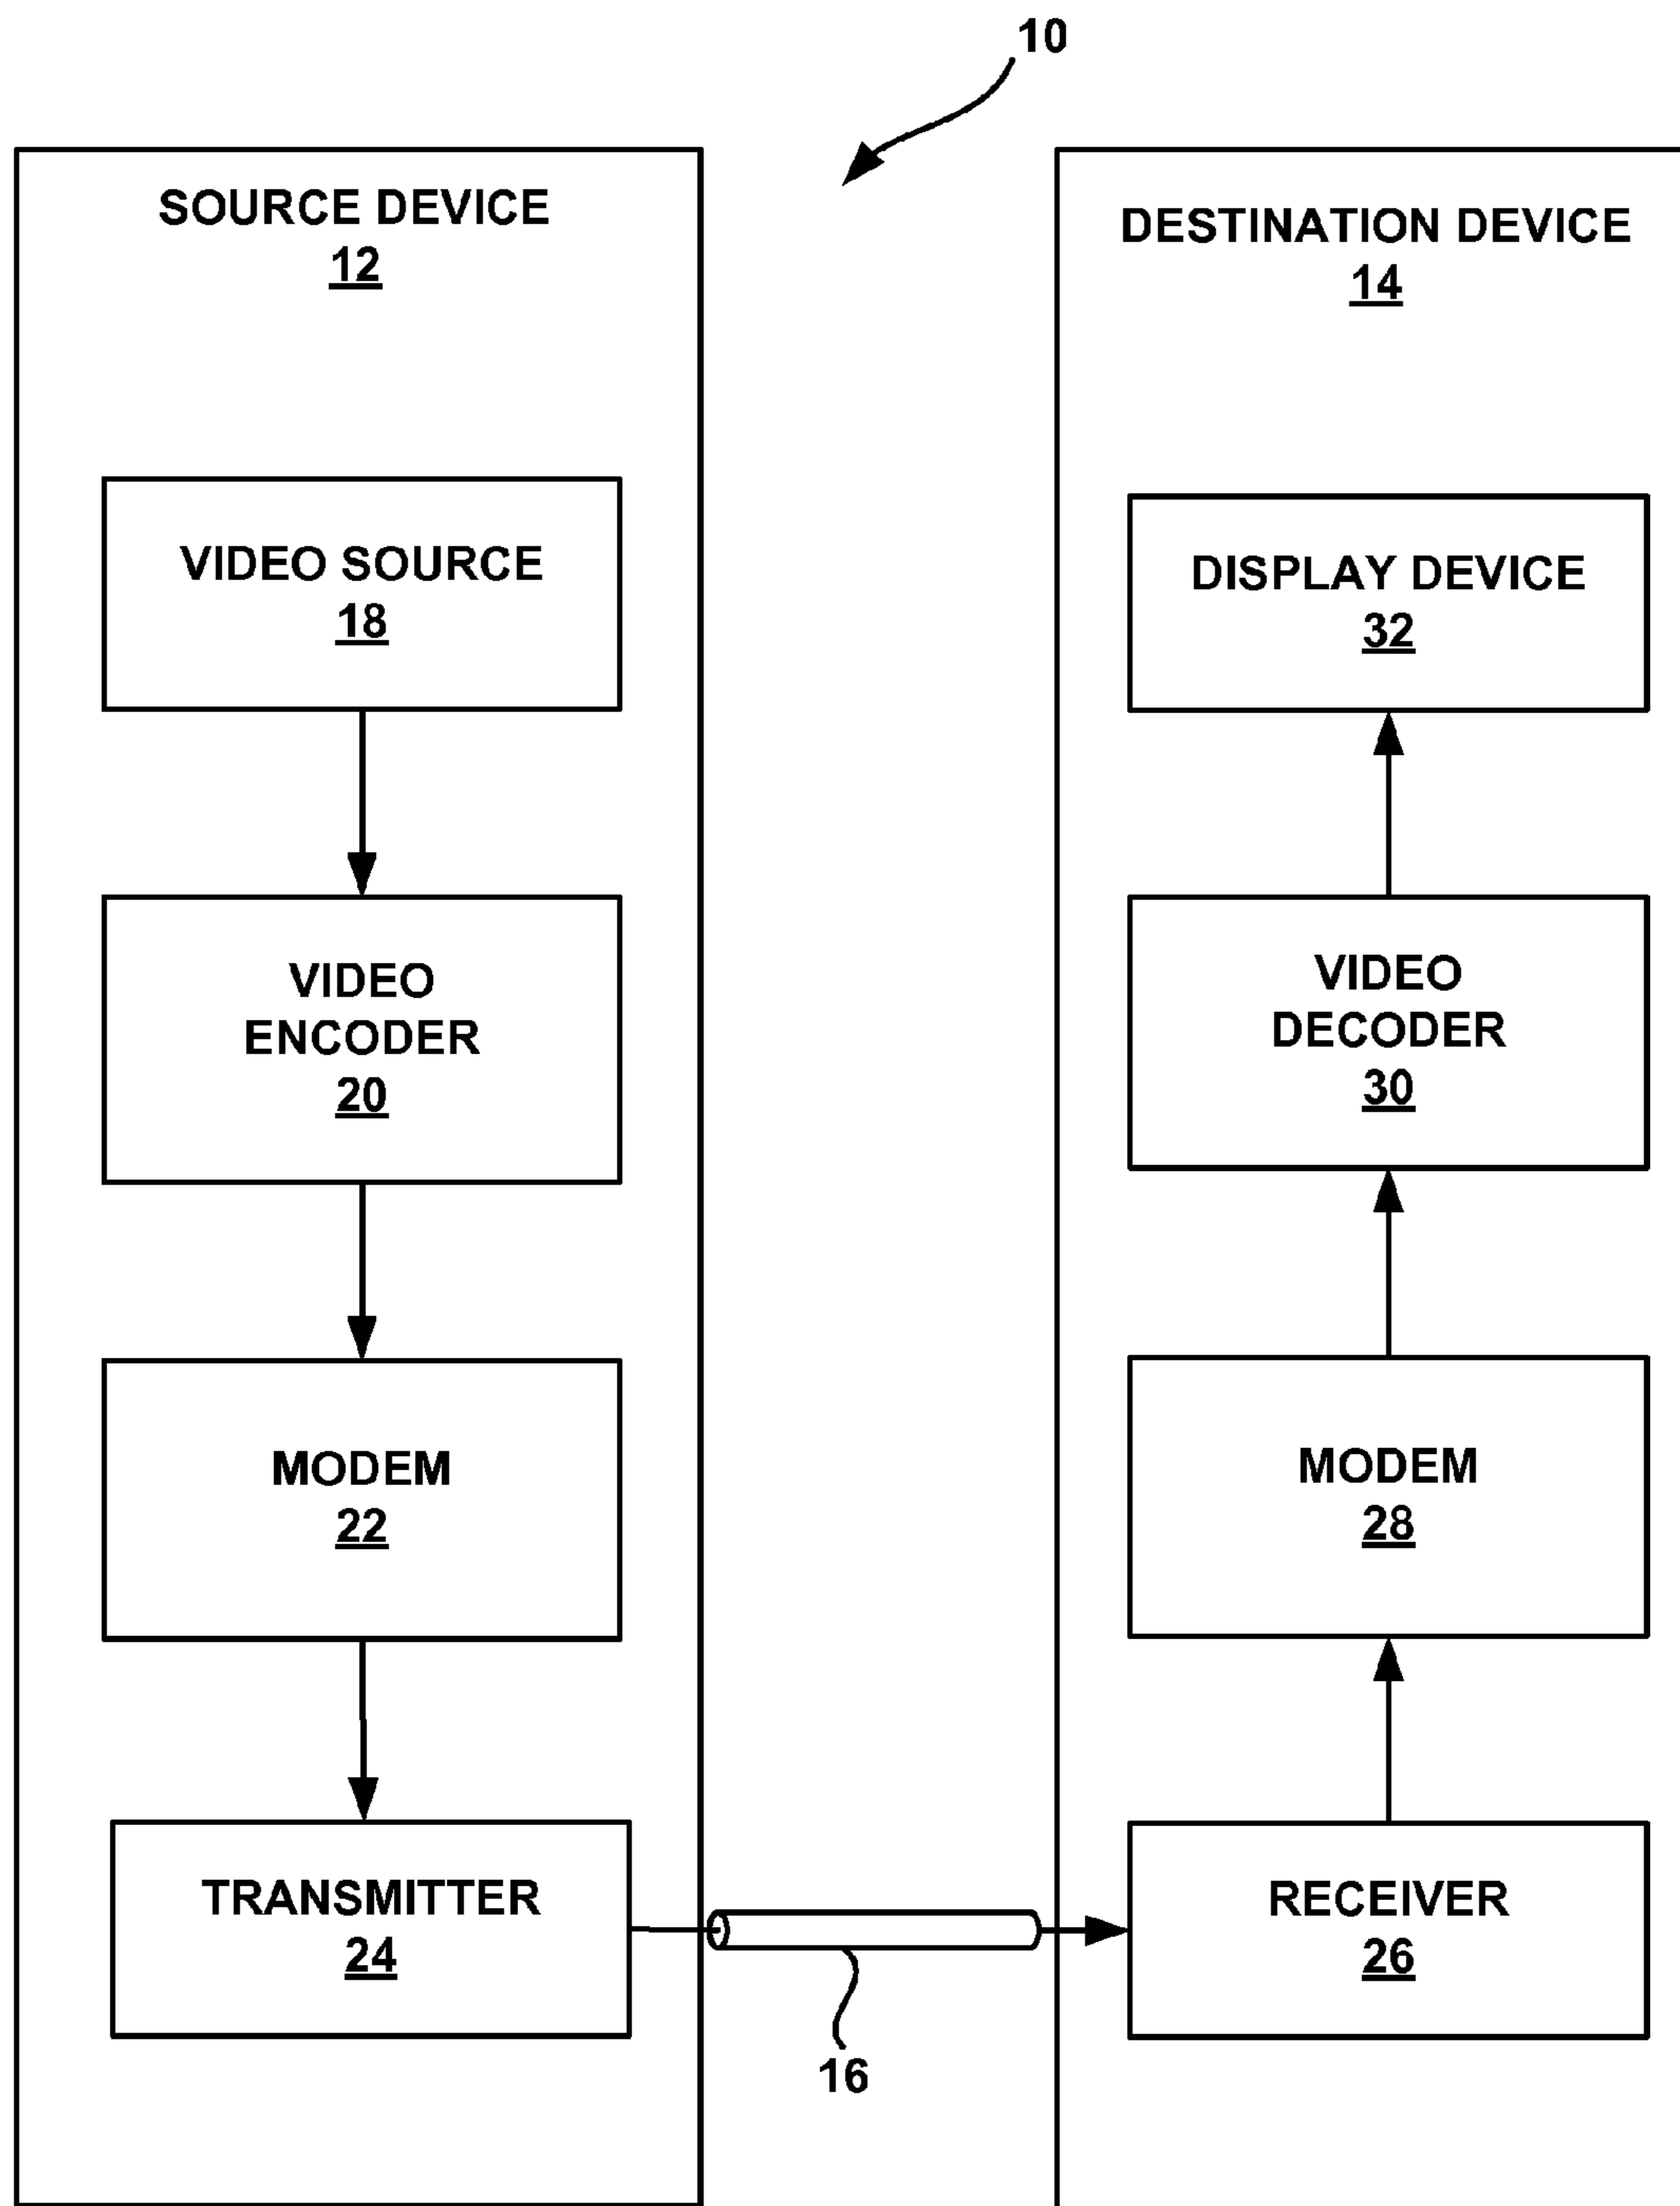 10
SOURCE DEVICE
12
VIDEO SOURCE
18
VIDEO
ENCODER
20
MODEM
22
TRANSMITTER
24
16
DESTINATION DEVICE
14
DISPLAY DEVICE
32
VIDEO
DECODER
30
MODEM
28
RECEIVER
26